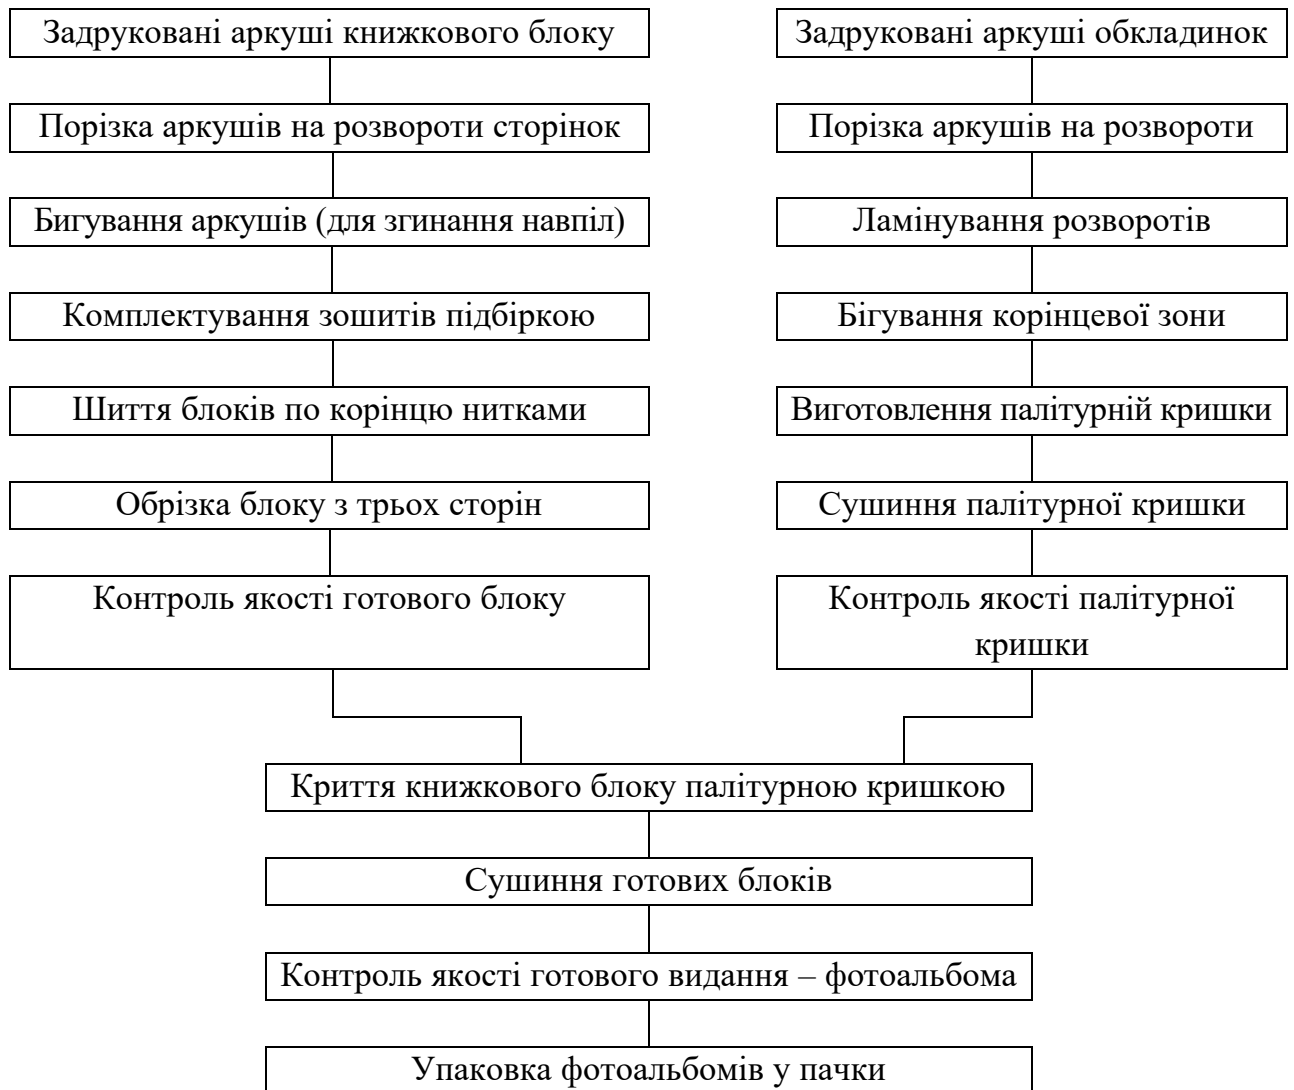 Задруковані аркуші книжкового блоку
Порізка аркушів на розвороти сторінок
Бигування аркушів (для згинання навпіл)
Комплектування зошитів підбіркою
Шиття блоків по корінцю нитками
Обрізка блоку з трьох сторін
Контроль якості готового блоку
Задруковані аркуші обкладинок
Порізка аркушів на розвороти
Ламінування розворотів
Бігування корінцевої зони
Виготовлення палітурній кришки
Сушиння палітурної кришки
Контроль якості палітурної
кришки
Криття книжкового блоку палітурною кришкою
Сушиння готових блоків
Контроль якості готового видання – фотоальбома
Упаковка фотоальбомів у пачки